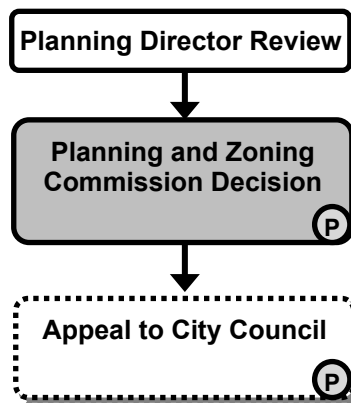 Planning Director Review
Planning and Zoning
Commission Decision
P
Appeal to City Council
P